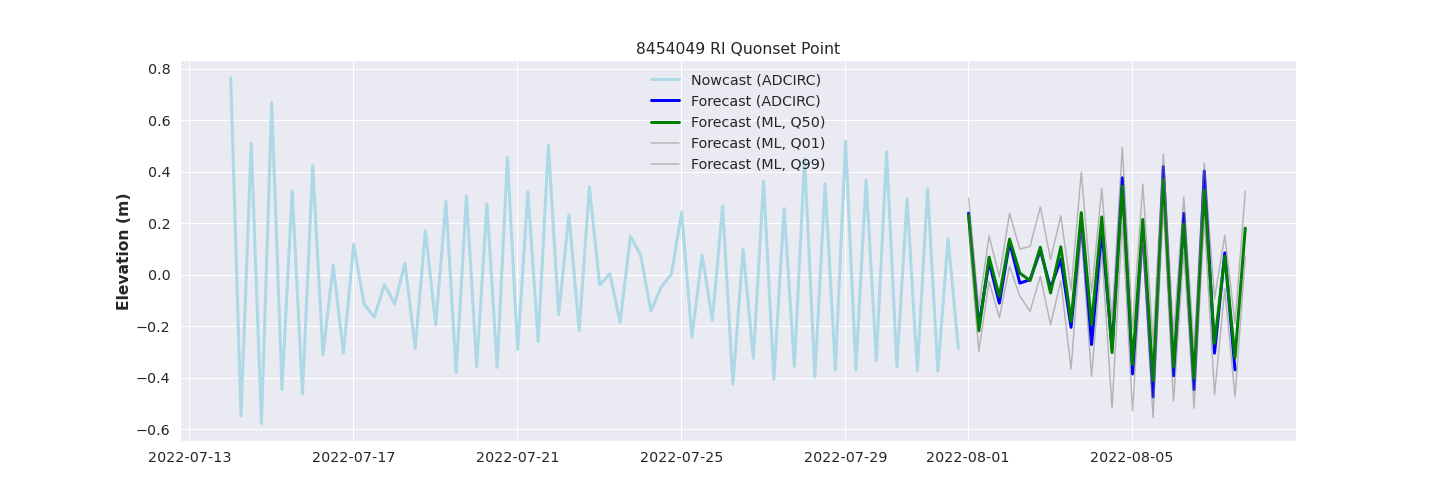 8454049 RI Quonset Point
Nowcast (ADCIRC)
Forecast (ADCIRC)
Forecast (ML, Q50)
Forecast (ML, Q01)
Forecast (ML, Q99)
Elevation (m)
0.8
0.6
0.4
0.2
0.0
−0.2
−0.4
−0.6
2022-07-13 2022-07-17 2022-07-21 2022-07-25 2022-07-29 2022-08-01 2022-08-05